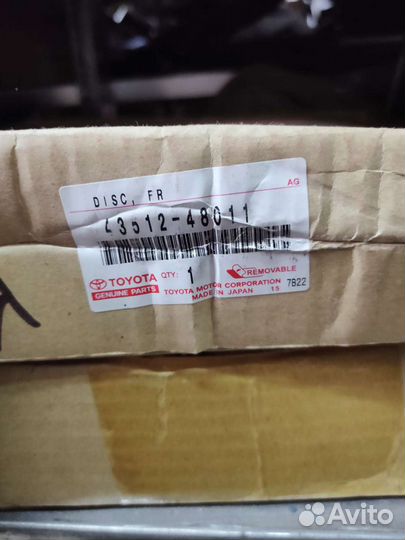 DISC, FR
AG
43512-48011
TOYOTA QTY: 1 REMOVABLE
GENUINE PARTS TOYOTA MOTOR CORPORATION 7B22
MADE IN JAPAN 15
Avito